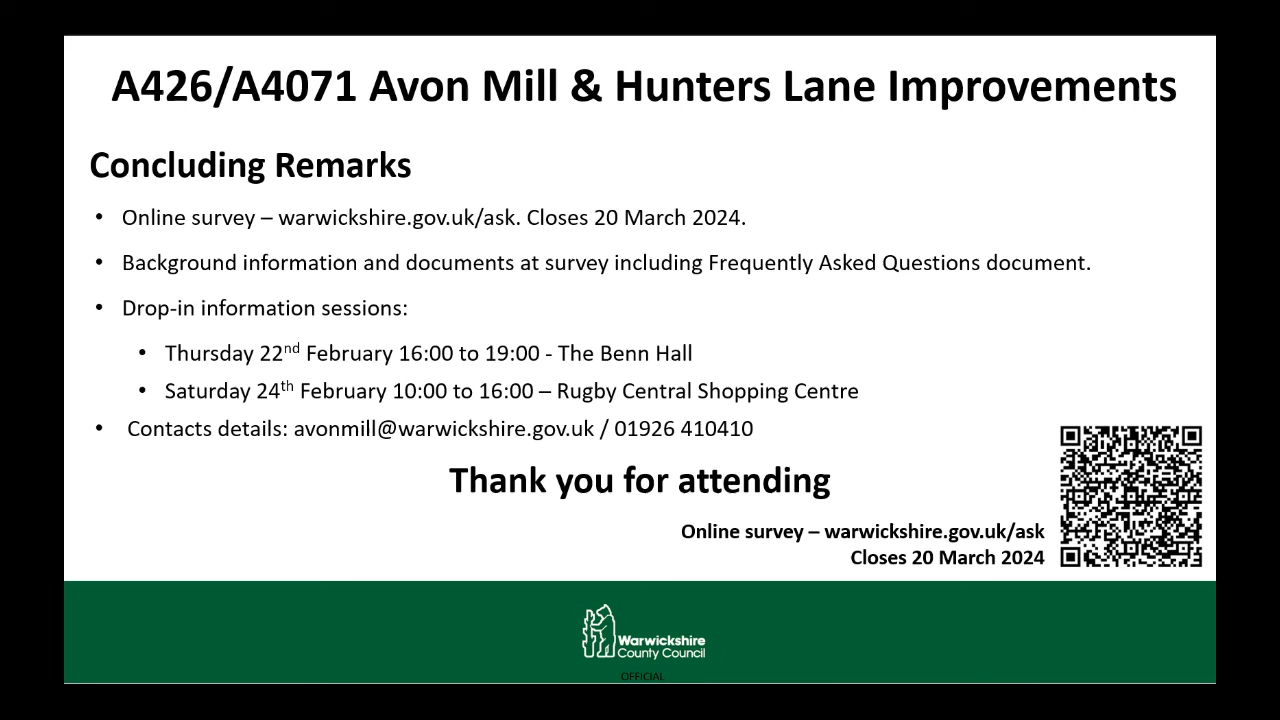 A426/A4071 Avon Mill & Hunters Lane Improvements
Concluding Remarks
• Online survey – warwickshire.gov.uk/ask. Closes 20 March 2024.
• Background information and documents at survey including Frequently Asked Questions document.
• Drop-in information sessions:
• Thursday 22nd February 16:00 to 19:00 - The Benn Hall
• Saturday 24th February 10:00 to 16:00 – Rugby Central Shopping Centre
• Contacts details: avonmill@warwickshire.gov.uk / 01926 410410
Thank you for attending
Online survey – warwickshire.gov.uk/ask
Closes 20 March 2024
Warwickshire
County Council
OFFICIAL